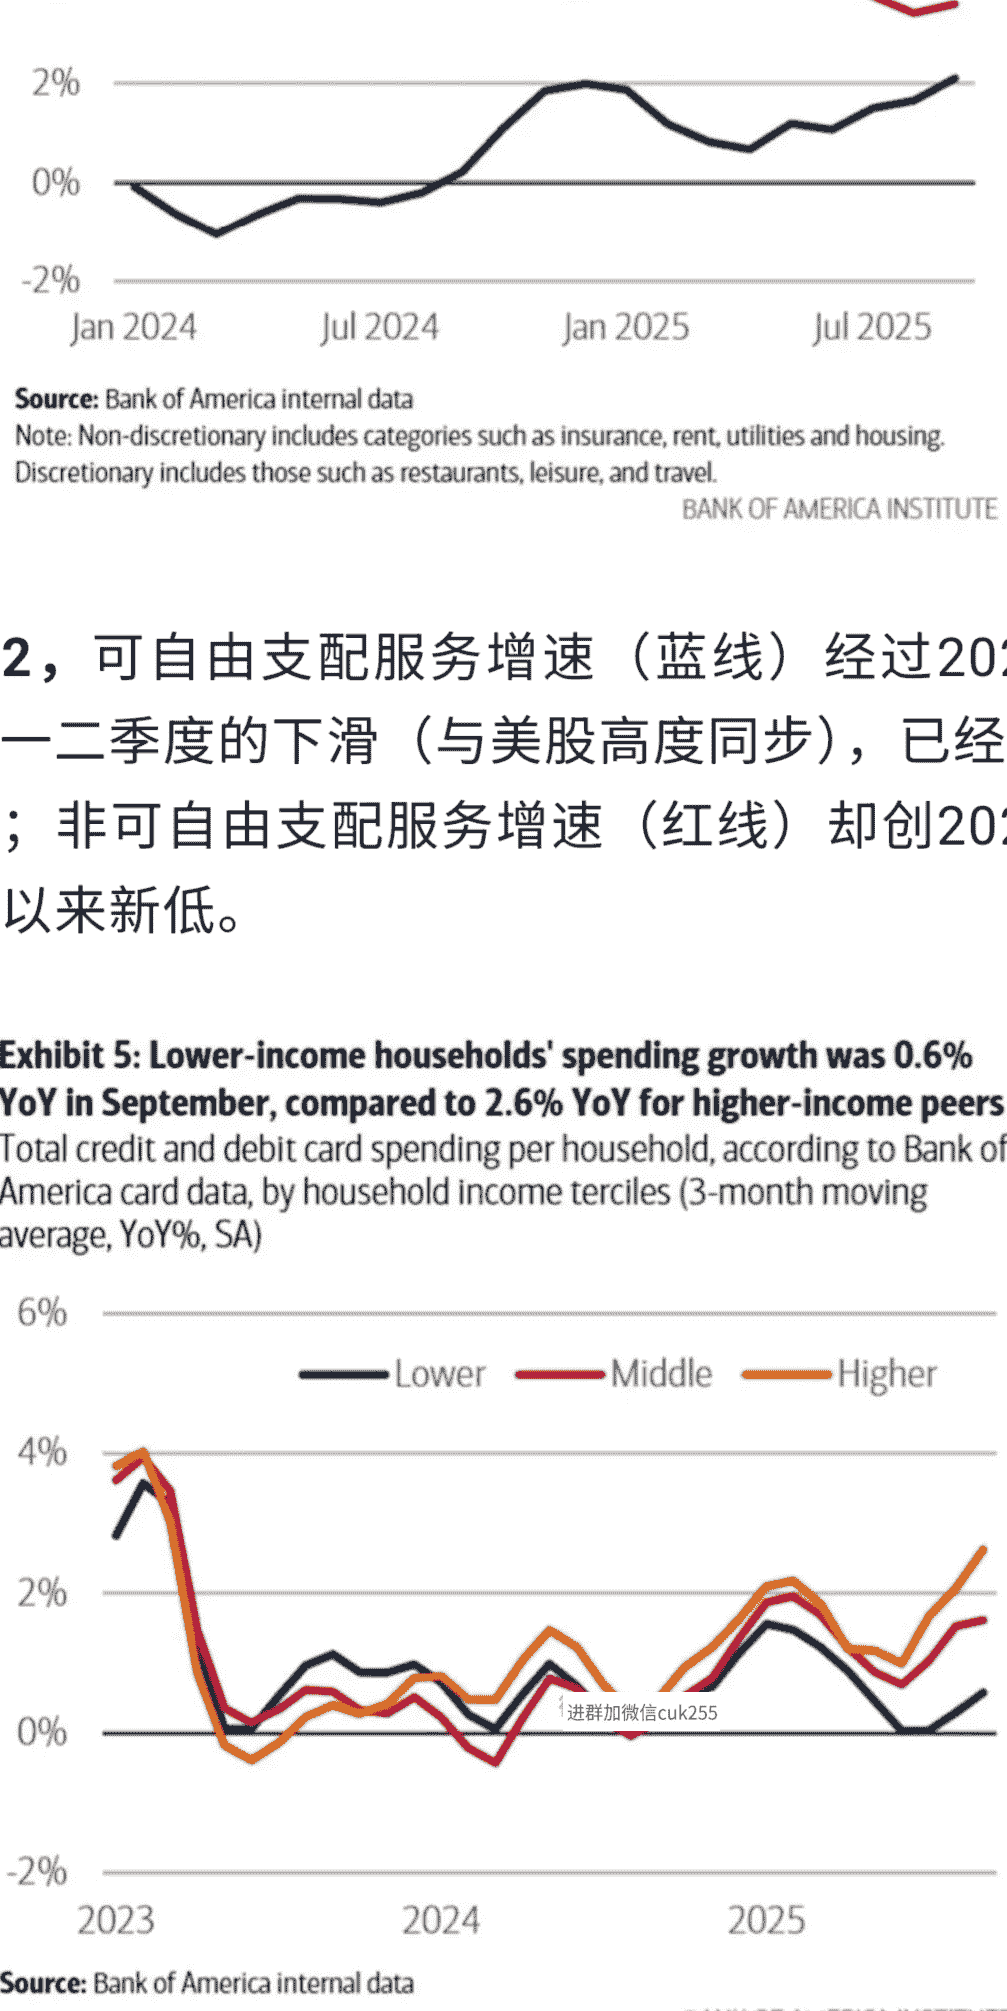 2%
0%
-2%
Jan 2024 Jul 2024 Jan 2025 Jul 2025
Source: Bank of America internal data
Note: Non-discretionary includes categories such as insurance, rent, utilities and housing.
Discretionary includes those such as restaurants, leisure, and travel.
BANK OF AMERICA INSTITUTE
2，可自由支配服务增速（蓝线）经过202
一二季度的下滑（与美股高度同步），已经
；非可自由支配服务增速（红线）却创202
以来新低。
Exhibit 5: Lower-income households' spending growth was 0.6%
YoY in September, compared to 2.6% YoY for higher-income peers
Total credit and debit card spending per household, according to Bank of
America card data, by household income terciles (3-month moving
average, YoY%, SA)
6%
Lower Middle Higher
4%
2%
0%
进群加微信cuk255
-2%
2023 2024 2025
Source: Bank of America internal data